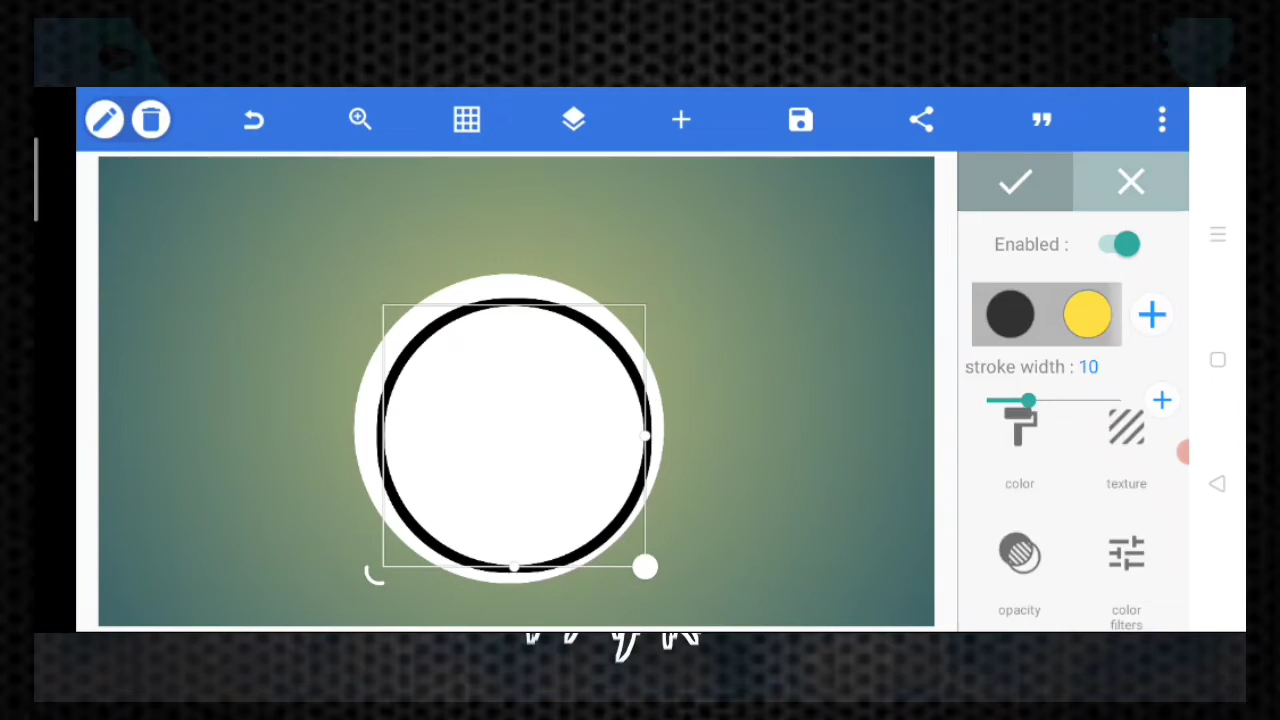 Enabled :
stroke width : 10
color
texture
opacity
color
filters